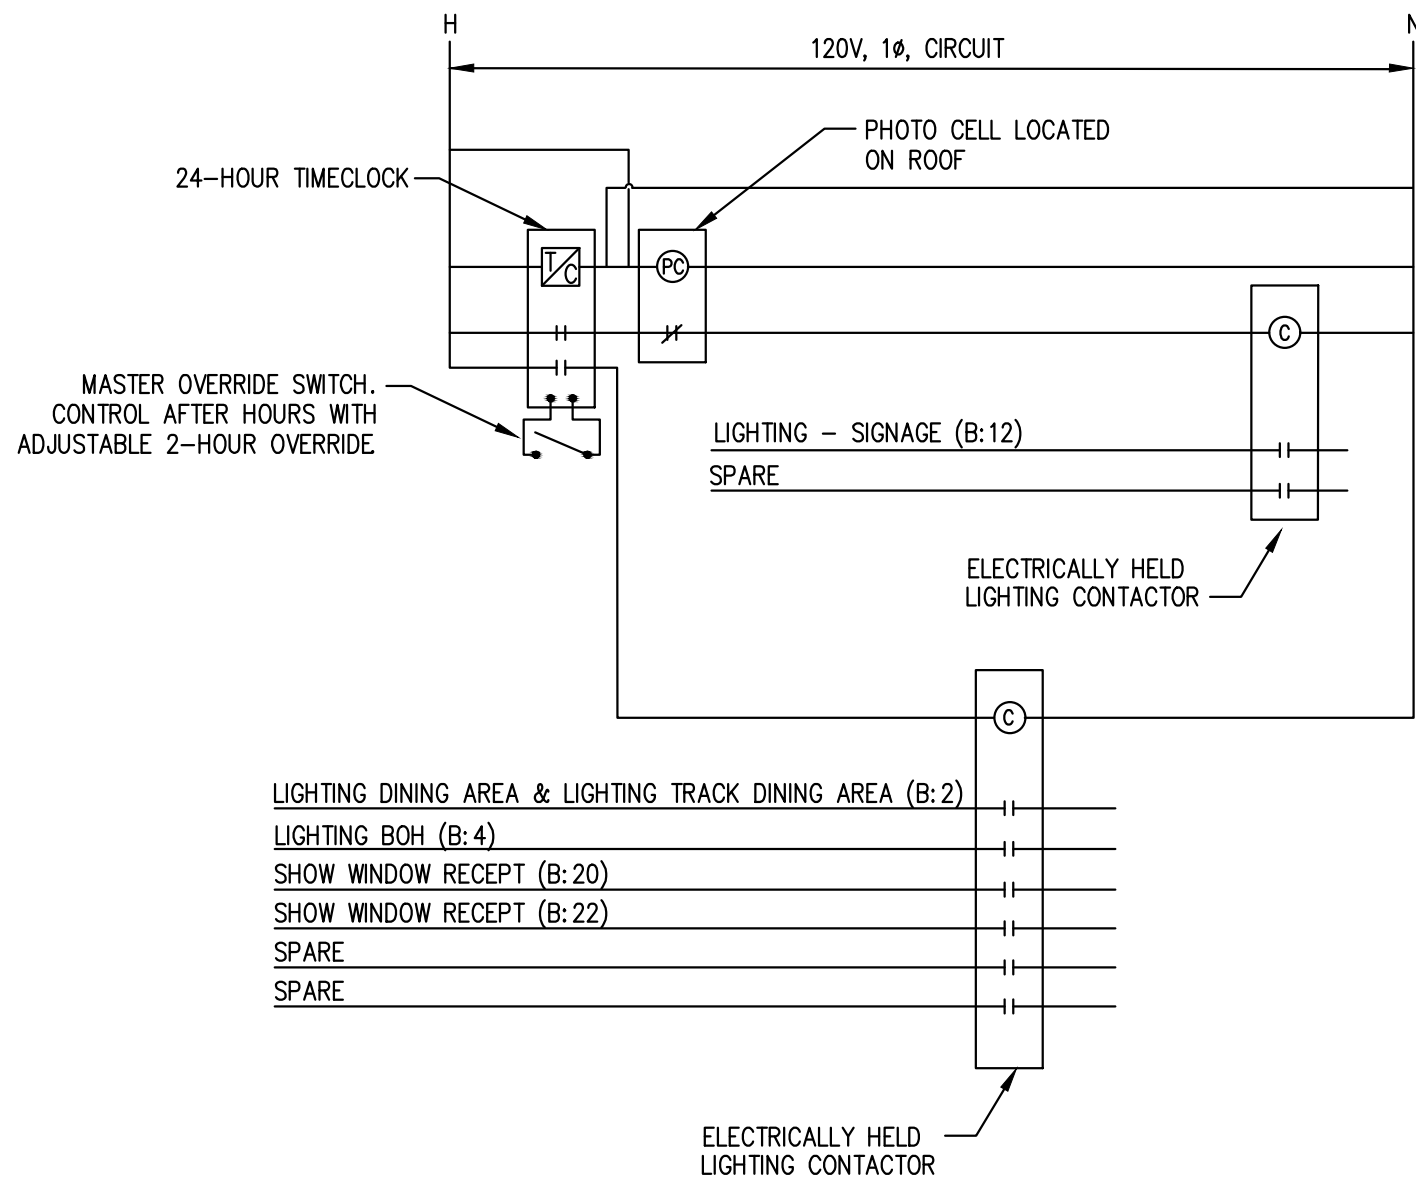 H
N
120V, 1ø, CIRCUIT
PHOTO CELL LOCATED
ON ROOF
24-HOUR TIMECLOCK
T/C
PC
C
MASTER OVERRIDE SWITCH.
CONTROL AFTER HOURS WITH
ADJUSTABLE 2-HOUR OVERRIDE.
LIGHTING - SIGNAGE (B:12)
SPARE
ELECTRICALLY HELD
LIGHTING CONTACTOR
C
LIGHTING DINING AREA & LIGHTING TRACK DINING AREA (B:2)
LIGHTING BOH (B:4)
SHOW WINDOW RECEPT (B:20)
SHOW WINDOW RECEPT (B:22)
SPARE
SPARE
ELECTRICALLY HELD
LIGHTING CONTACTOR